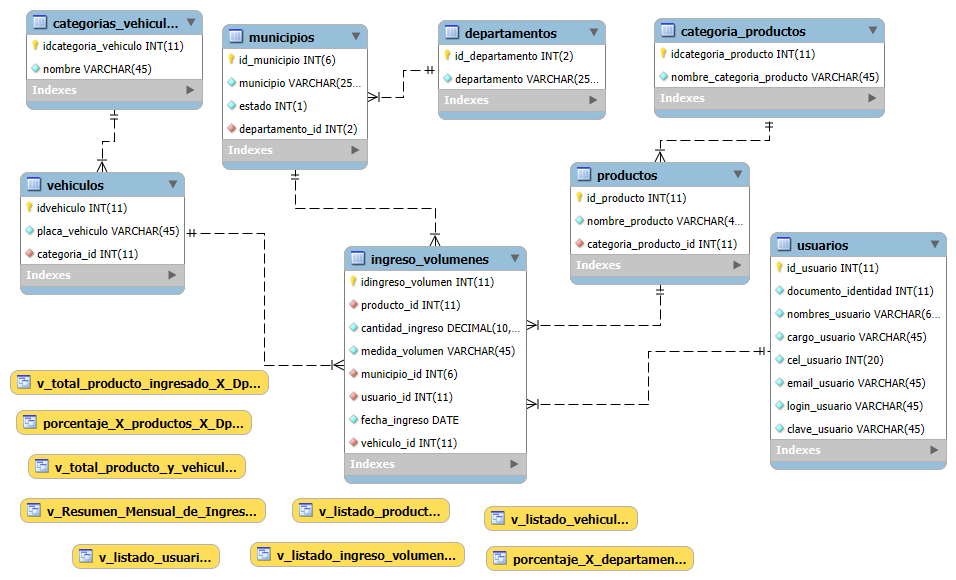 categorias_vehicul...
idcategoria_vehiculo INT(11)
nombre VARCHAR(45)
Indexes
municipios
id_municipio INT(6)
municipio VARCHAR(25...
estado INT(1)
departamento_id INT(2)
Indexes
departamentos
id_departamento INT(2)
departamento VARCHAR(25...
Indexes
categoria_productos
idcategoria_producto INT(11)
nombre_categoria_producto VARCHAR(45)
Indexes
vehiculos
idvehiculo INT(11)
placa_vehiculo VARCHAR(45)
categoria_id INT(11)
Indexes
productos
id_producto INT(11)
nombre_producto VARCHAR(4...
categoria_producto_id INT(11)
Indexes
ingreso_volumenes
idingreso_volumen INT(11)
producto_id INT(11)
cantidad_ingreso DECIMAL(10,...
medida_volumen VARCHAR(45)
municipio_id INT(6)
usuario_id INT(11)
fecha_ingreso DATE
vehiculo_id INT(11)
Indexes
usuarios
id_usuario INT(11)
documento_identidad INT(11)
nombres_usuario VARCHAR(6...
cargo_usuario VARCHAR(45)
cel_usuario INT(20)
email_usuario VARCHAR(45)
login_usuario VARCHAR(45)
clave_usuario VARCHAR(45)
Indexes
v_total_producto_ingresado_X_Dp...
porcentaje_X_productos_X_Dp...
v_total_producto_y_vehicul...
v_Resumen_Mensual_de_Ingres...
v_listado_product...
v_listado_vehicul...
v_listado_usuari...
v_listado_ingreso_volumen...
porcentaje_X_departamen...